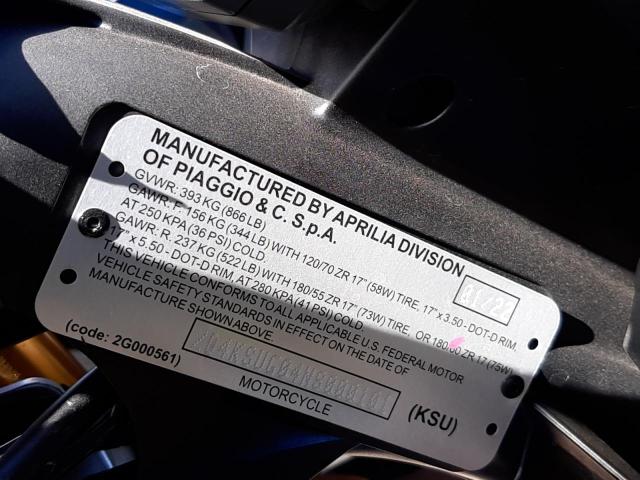 MANUFACTURED BY APRILIA DIVISION
OF PIAGGIO & C. S.p.A.
01/22
GVWR: 393 KG (866 LB)
GAWR: F. 156 KG (344 LB) WITH 120/70 ZR 17" (58W) TIRE, 17" x 3.50 - DOT-D RIM,
AT 250 KPA (36 PSI) COLD.
GAWR: R. 237 KG (522 LB) WITH 180/55 ZR 17" (73W) TIRE, OR 180/60 ZR 17 (75W)
17" x 5.50 - DOT-D RIM, AT 280 KPA (41 PSI) COLD.
THIS VEHICLE CONFORMS TO ALL APPLICABLE U.S. FEDERAL MOTOR
VEHICLE SAFETY STANDARDS IN EFFECT ON THE DATE OF
MANUFACTURE SHOWN ABOVE.
(code: 2G000561)
MOTORCYCLE
(KSU)